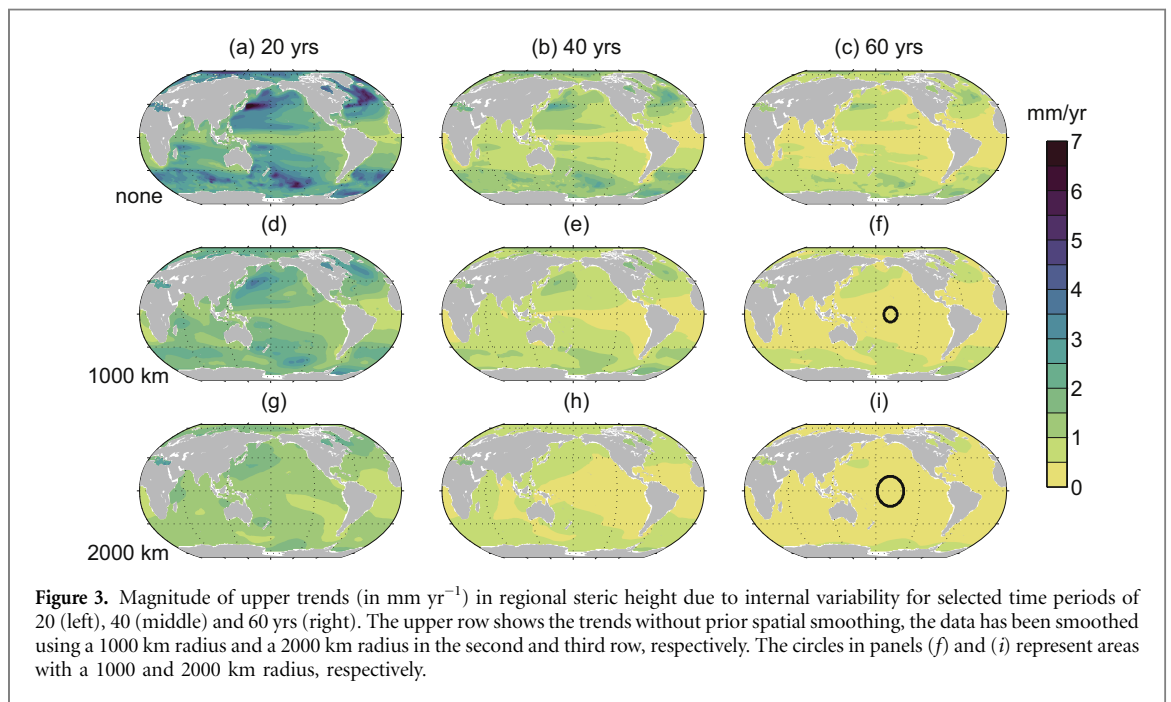 (a) 20 yrs
(b) 40 yrs
(c) 60 yrs
mm/yr
7
6
5
4
3
2
1
0
none
(d)
(e)
(f)
1000 km
(g)
(h)
(i)
2000 km
Figure 3. Magnitude of upper trends (in mm yr−1) in regional steric height due to internal variability for selected time periods of
20 (left), 40 (middle) and 60 yrs (right). The upper row shows the trends without prior spatial smoothing, the data has been smoothed
using a 1000 km radius and a 2000 km radius in the second and third row, respectively. The circles in panels (f) and (i) represent areas
with a 1000 and 2000 km radius, respectively.